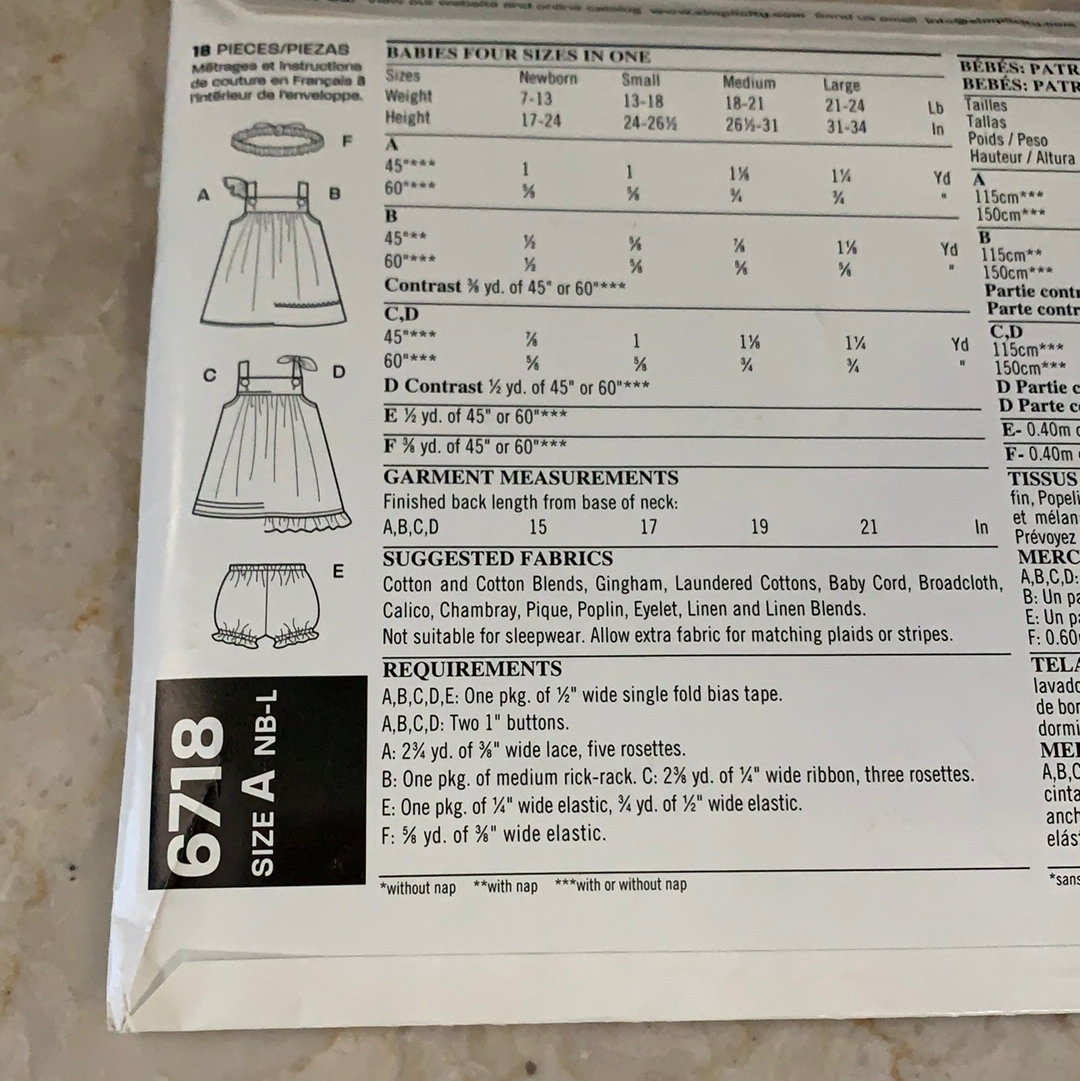 18 PIECES/PIEZAS
Métrages et Instructions
de couture en Français à
l'intérieur de l'enveloppe.
F
A
B
C
D
E
6718
SIZE A NB-L
BABIES FOUR SIZES IN ONE
Sizes Newborn Small Medium Large
Weight 7-13 13-18 18-21 21-24 Lb
Height 17-24 24-26½ 26½-31 31-34 In
A
45"*** 1 1 1⅛ 1¼ Yd
60"*** ⅝ ⅝ ¾ ¾ "
B
45"** ½ ⅝ ⅞ 1⅛ Yd
60"*** ½ ⅝ ⅝ ⅝ "
Contrast ⅜ yd. of 45" or 60"***
C,D
45"*** ⅞ 1 1⅛ 1¼ Yd
60"*** ⅝ ⅝ ¾ ¾ "
D Contrast ½ yd. of 45" or 60"***
E ½ yd. of 45" or 60"***
F ⅜ yd. of 45" or 60"***
GARMENT MEASUREMENTS
Finished back length from base of neck:
A,B,C,D 15 17 19 21 In
SUGGESTED FABRICS
Cotton and Cotton Blends, Gingham, Laundered Cottons, Baby Cord, Broadcloth,
Calico, Chambray, Pique, Poplin, Eyelet, Linen and Linen Blends.
Not suitable for sleepwear. Allow extra fabric for matching plaids or stripes.
REQUIREMENTS
A,B,C,D,E: One pkg. of ½" wide single fold bias tape.
A,B,C,D: Two 1" buttons.
A: 2¾ yd. of ⅜" wide lace, five rosettes.
B: One pkg. of medium rick-rack. C: 2⅜ yd. of ¼" wide ribbon, three rosettes.
E: One pkg. of ¼" wide elastic, ¾ yd. of ½" wide elastic.
F: ⅝ yd. of ⅜" wide elastic.
*without nap **with nap ***with or without nap
BÉBÉS: PATR
BEBÉS: PATR
Tailles
Tallas
Poids / Peso
Hauteur / Altura
A
115cm***
150cm***
B
115cm**
150cm***
Partie contr
Parte contr
C,D
115cm***
150cm***
D Partie c
D Parte c
E- 0.40m
F- 0.40m
TISSUS
fin, Popeli
et mélan
Prévoyez
MERC
A,B,C,D:
B: Un pa
E: Un p
F: 0.60
TELA
lavado
de bor
dormi
MER
A,B,C
cinta
anch
elás
*sans